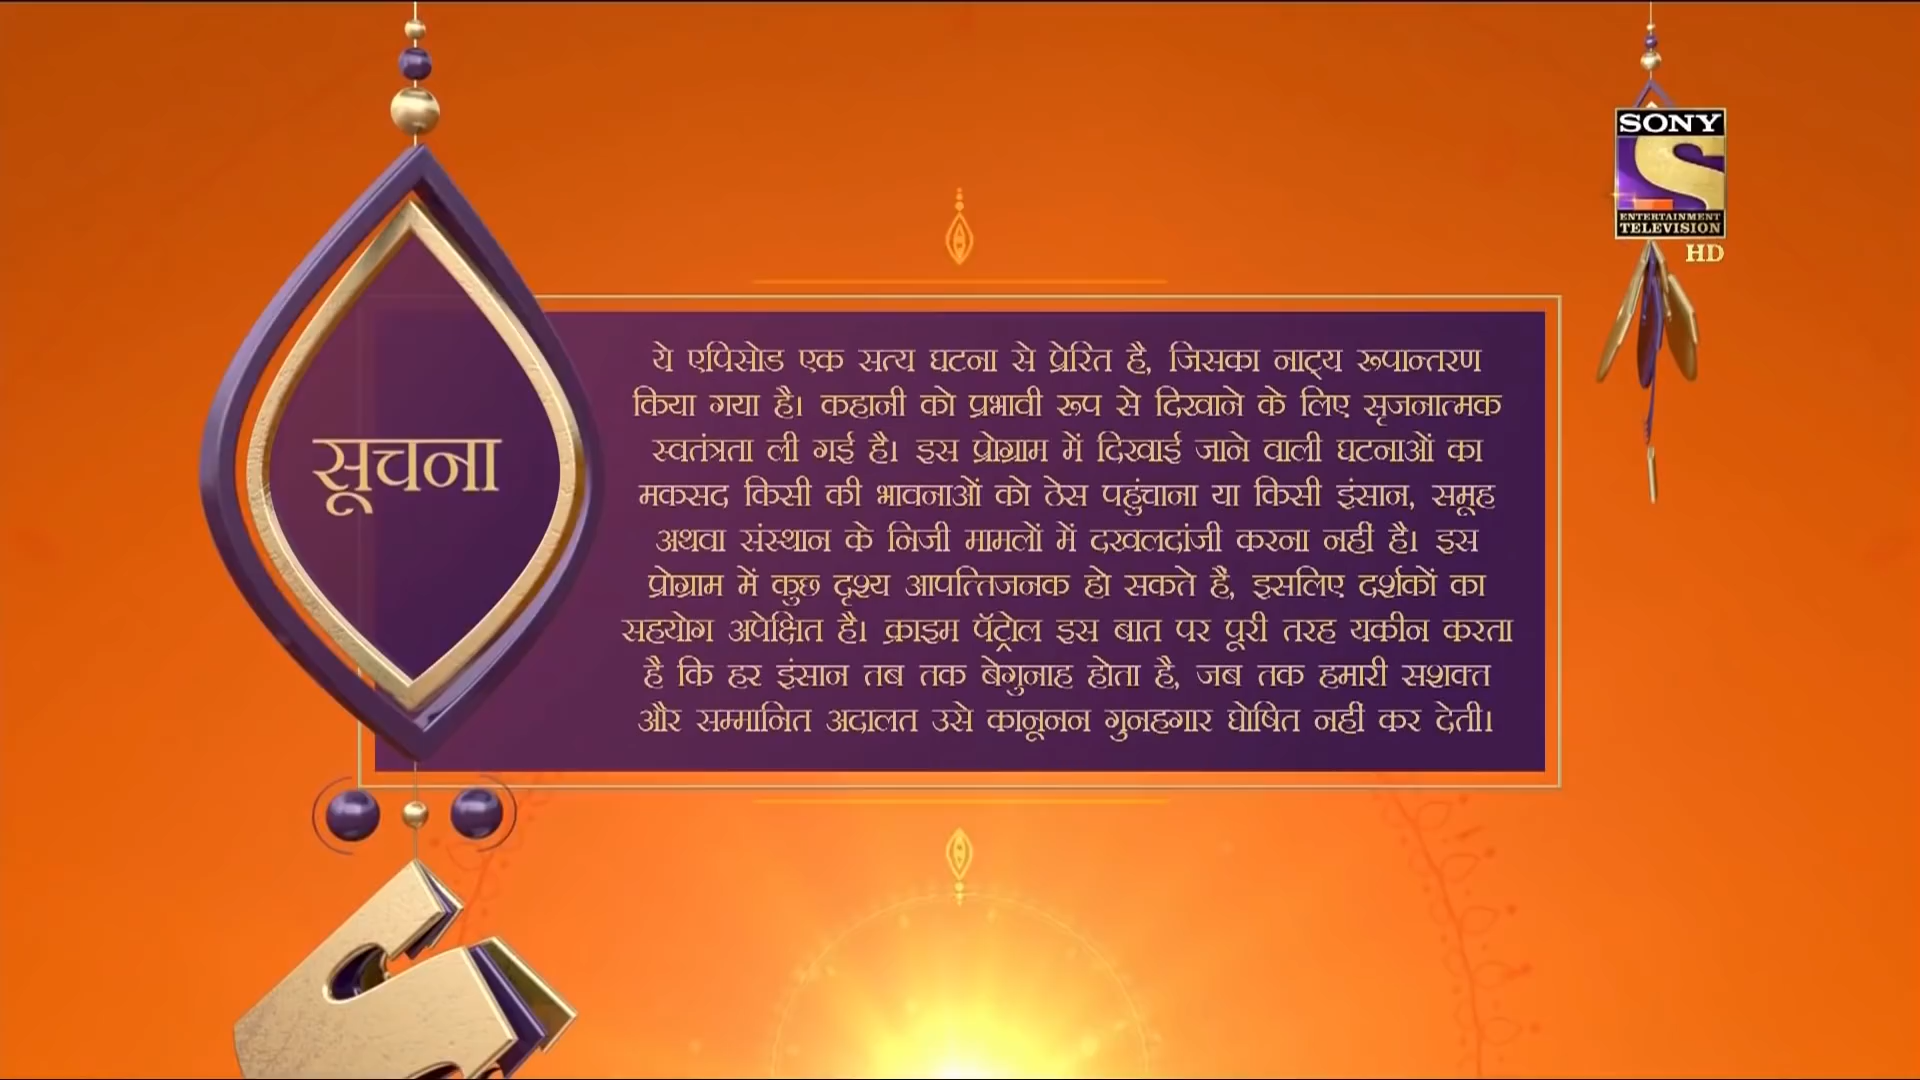 सूचना
ये एपिसोड एक सत्य घटना से प्रेरित है, जिसका नाट्य रूपान्तरण
किया गया है। कहानी को प्रभावी रूप से दिखाने के लिए सृजनात्मक
स्वतंत्रता ली गई है। इस प्रोग्राम में दिखाई जाने वाली घटनाओं का
मकसद किसी की भावनाओं को ठेस पहुंचाना या किसी इंसान, समूह
अथवा संस्थान के निजी मामलों में दखलदांजी करना नहीं है। इस
प्रोग्राम में कुछ दृश्य आपत्तिजनक हो सकते हैं, इसलिए दर्शकों का
सहयोग अपेक्षित है। क्राइम पॅट्रोल इस बात पर पूरी तरह यकीन करता
है कि हर इंसान तब तक बेगुनाह होता है, जब तक हमारी सशक्त
और सम्मानित अदालत उसे कानूनन गुनहगार घोषित नहीं कर देती।
SONY
ENTERTAINMENT
TELEVISION
HD